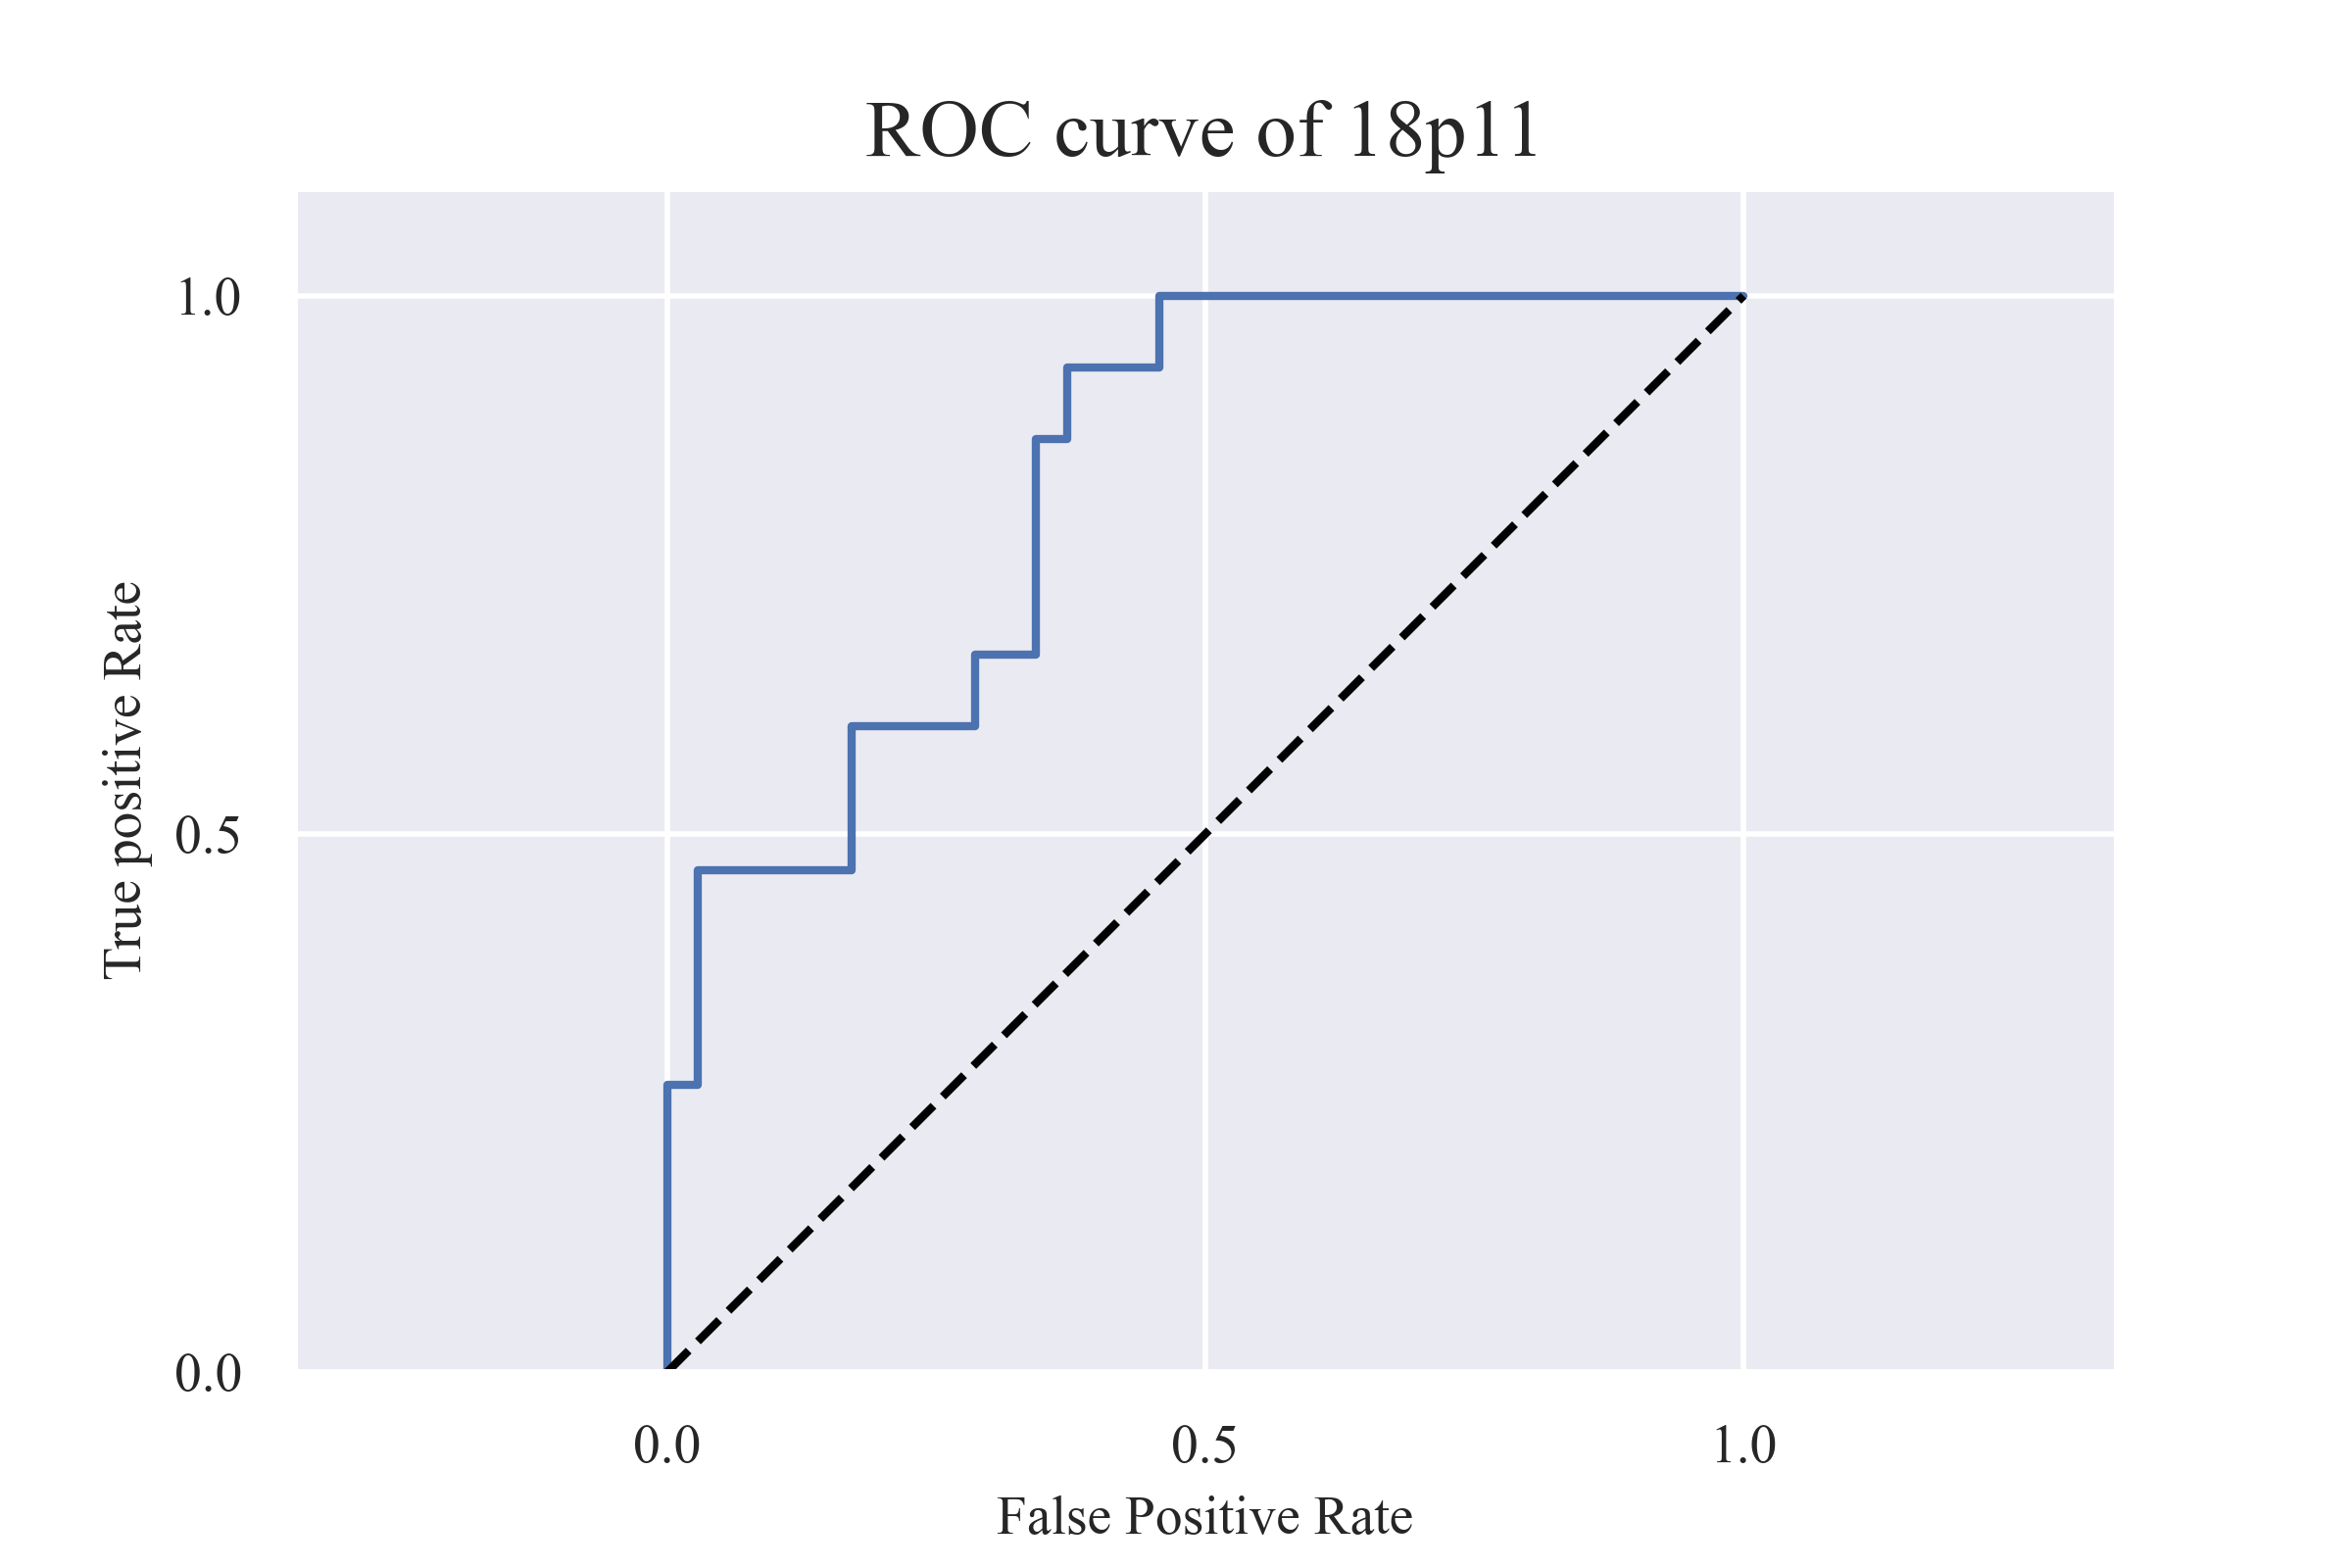 ROC curve of 18p11
1.0
0.5
0.0
True positive Rate
0.0 0.5 1.0
False Positive Rate